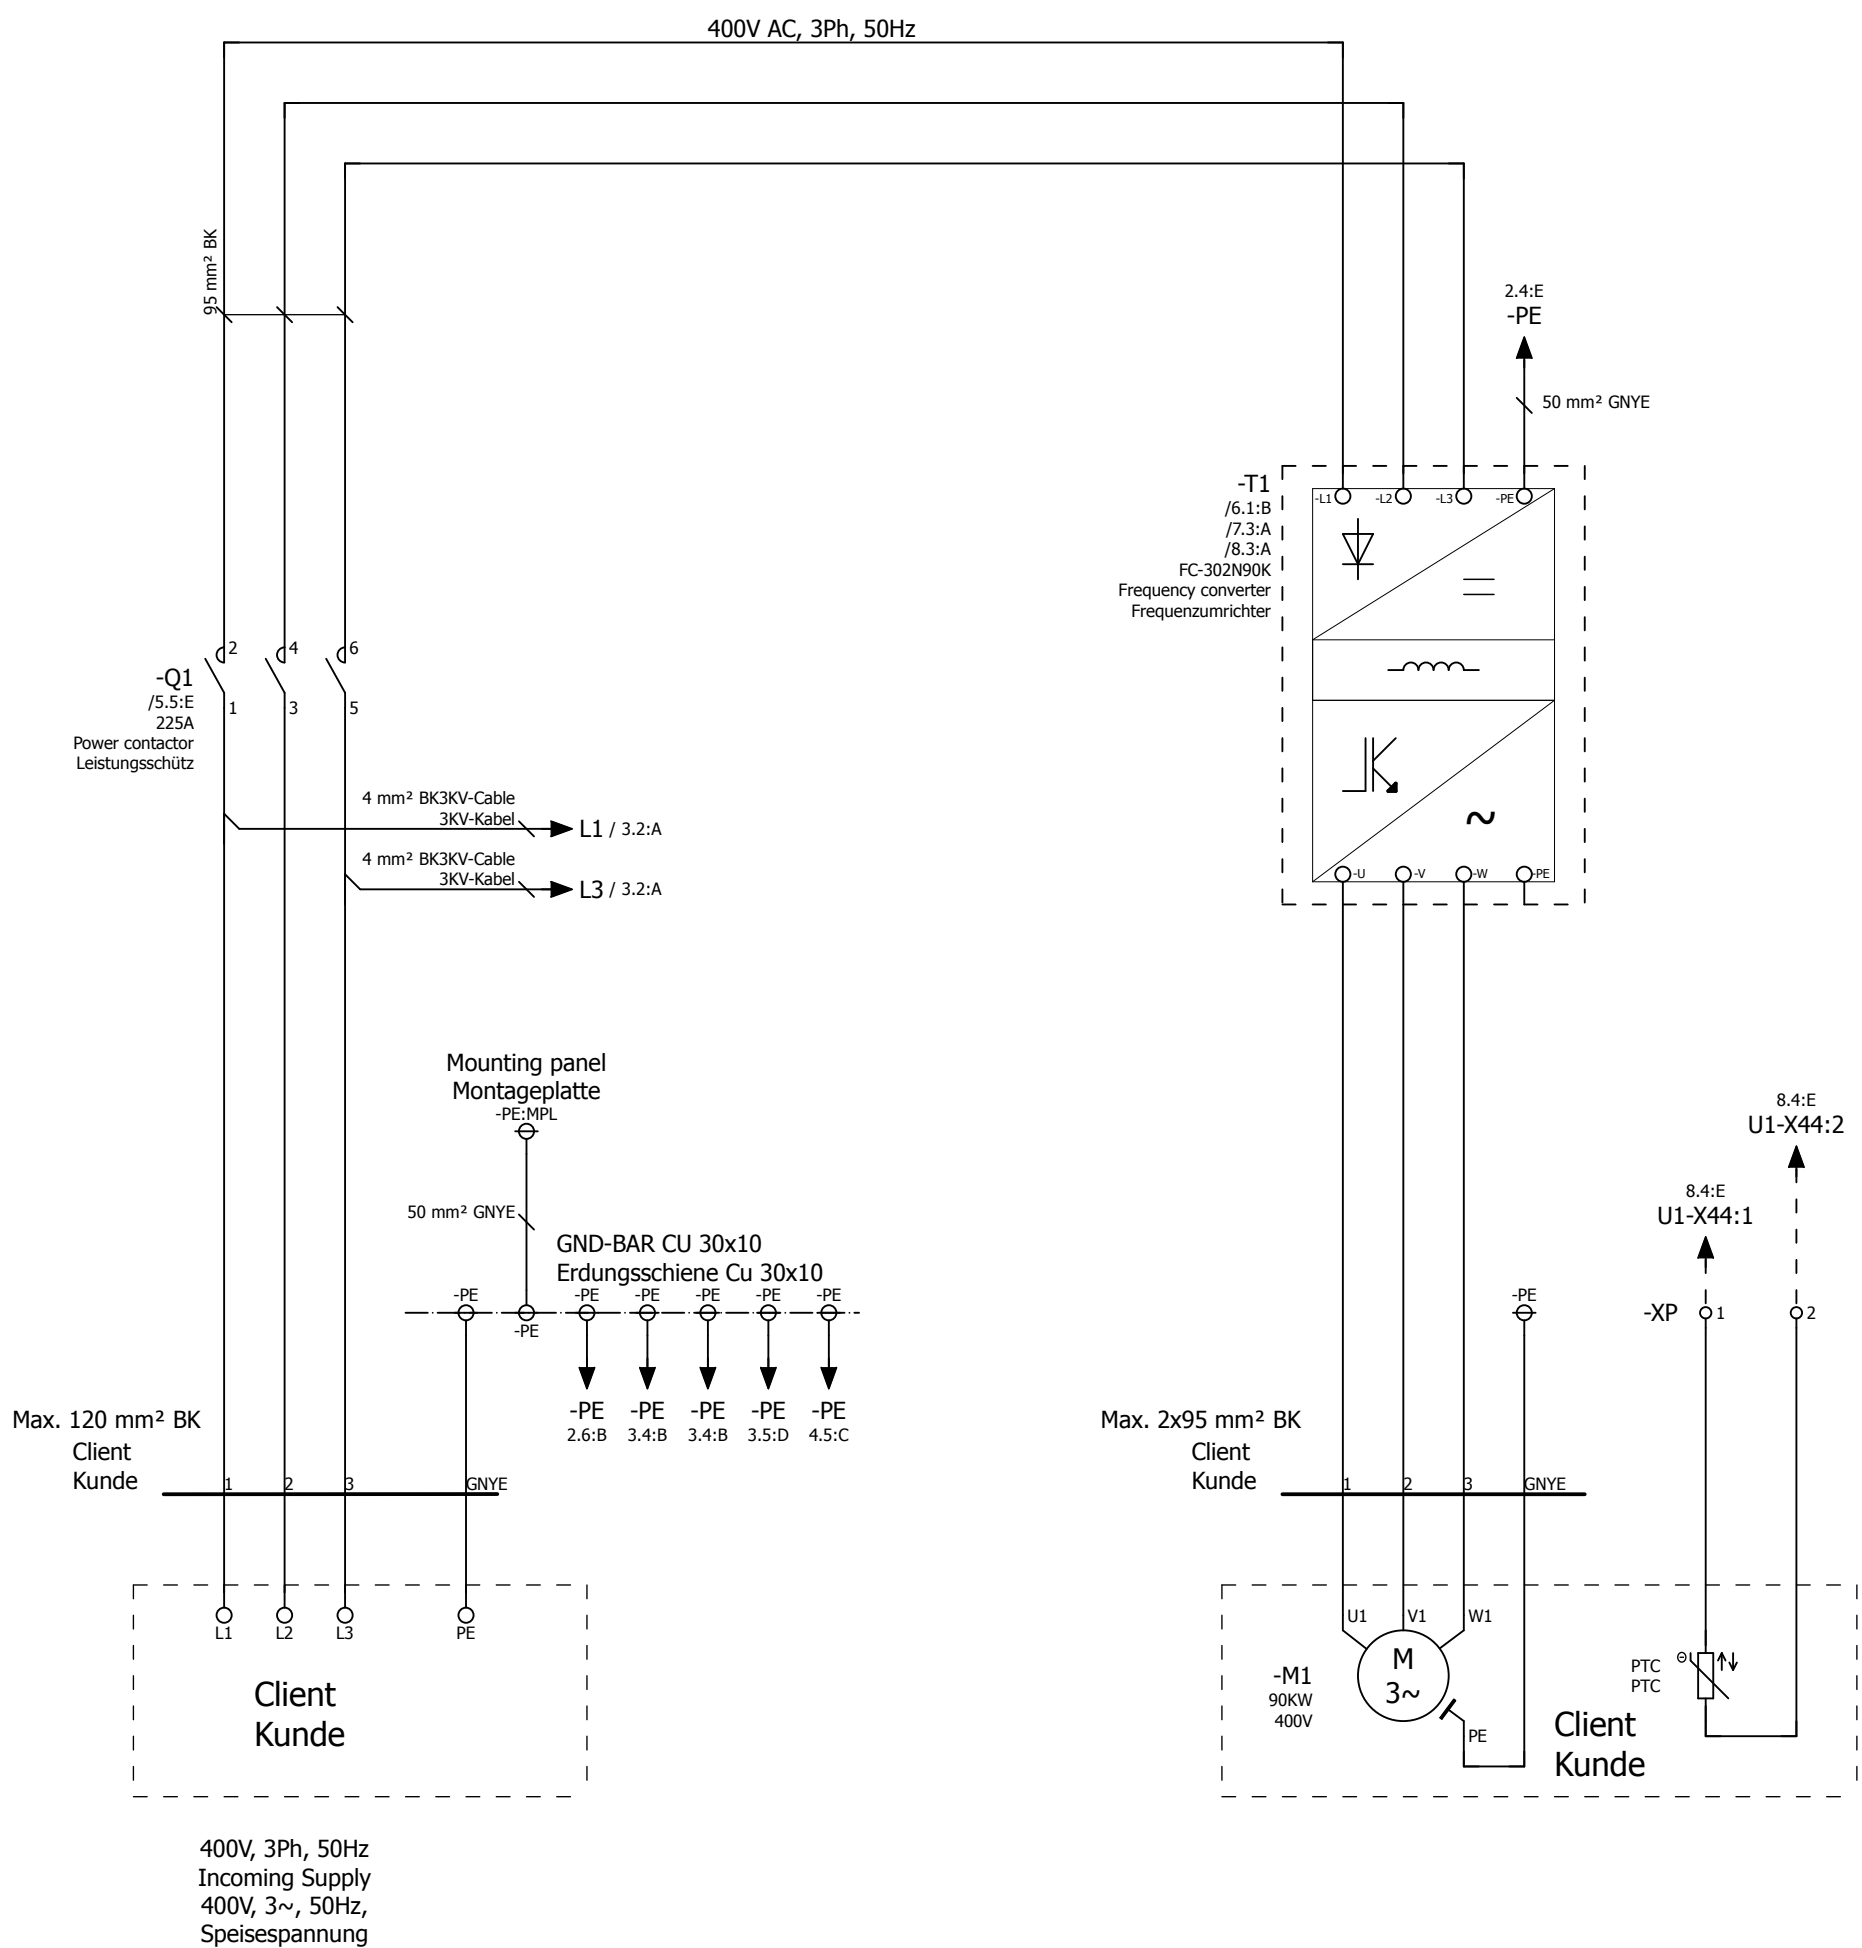 400V AC, 3Ph, 50Hz
95 mm² BK
2.4:E
-PE
50 mm² GNYE
-T1
/6.1:B
/7.3:A
/8.3:A
FC-302N90K
Frequency converter
Frequenzumrichter
-L1
-L2
-L3
-PE
~
-U
-V
-W
-PE
-Q1
/5.5:E
225A
Power contactor
Leistungsschütz
2
4
6
1
3
5
4 mm² BK3KV-Cable
3KV-Kabel
L1 / 3.2:A
4 mm² BK3KV-Cable
3KV-Kabel
L3 / 3.2:A
Mounting panel
Montageplatte
-PE:MPL
50 mm² GNYE
GND-BAR CU 30x10
Erdungsschiene Cu 30x10
-PE
-PE
-PE
-PE
-PE
-PE
-PE
-PE
2.6:B
-PE
3.4:B
-PE
3.4:B
-PE
3.5:D
-PE
4.5:C
Max. 120 mm² BK
Client
Kunde
1
2
3
GNYE
L1
L2
L3
PE
Client
Kunde
400V, 3Ph, 50Hz
Incoming Supply
400V, 3~, 50Hz,
Speisespannung
8.4:E
U1-X44:2
8.4:E
U1-X44:1
-PE
-XP
1
2
Max. 2x95 mm² BK
Client
Kunde
1
2
3
GNYE
U1
V1
W1
M
3~
-M1
90KW
400V
PE
PTC
PTC
Θ
Client
Kunde